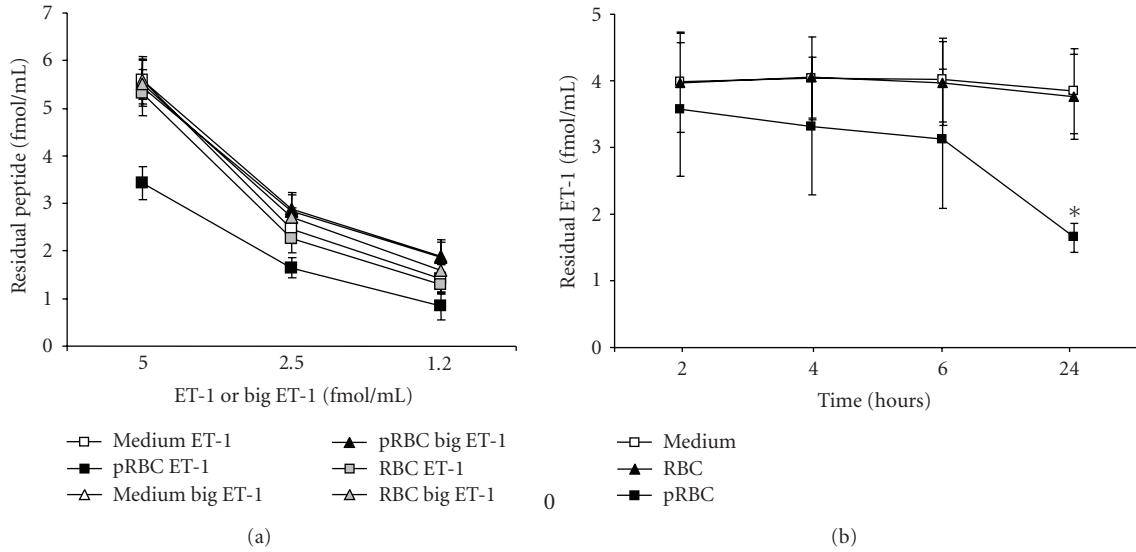 7
6
5
4
3
2
1
0
Residual peptide (fmol/mL)
5 2.5 1.2
ET-1 or big ET-1 (fmol/mL)
Medium ET-1
pRBC ET-1
Medium big ET-1
pRBC big ET-1
RBC ET-1
RBC big ET-1
(a)
0
5
4
3
2
1
0
Residual ET-1 (fmol/mL)
*
2 4 6 24
Time (hours)
Medium
RBC
pRBC
(b)